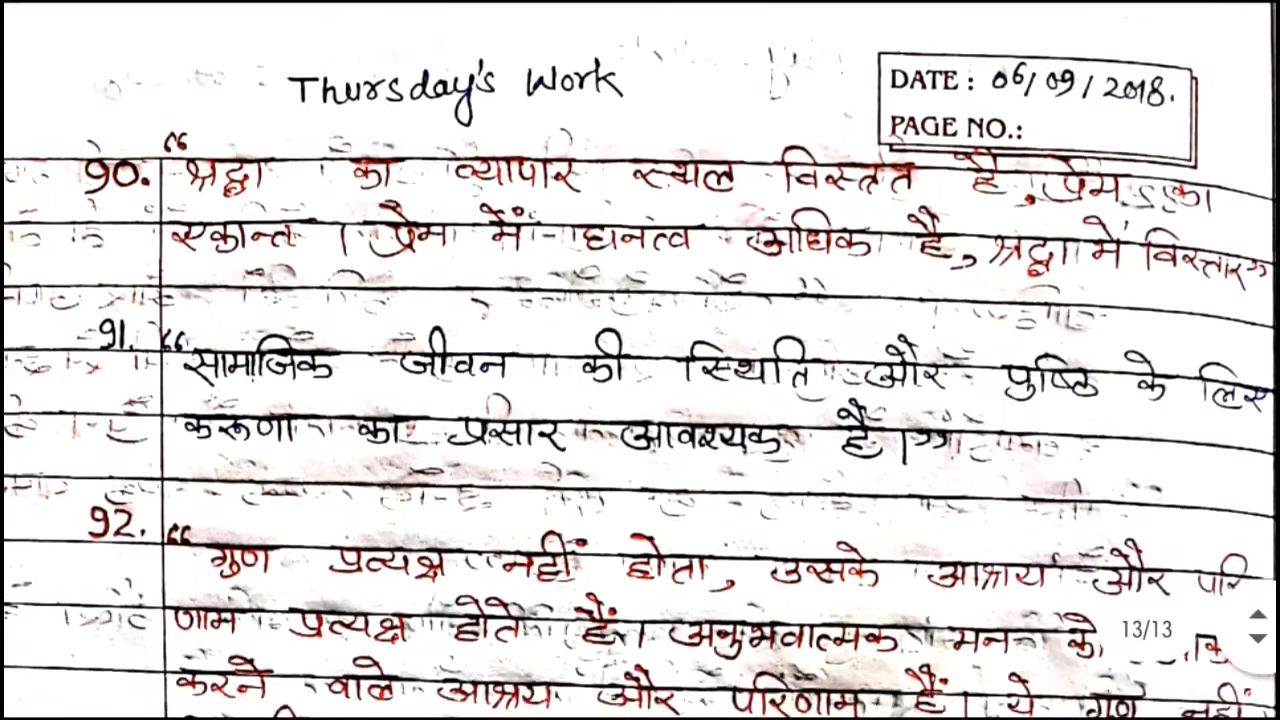 Thursday's Work
DATE : 06/09/2018.
PAGE NO.:
90. “श्रद्धा का व्यापार स्थल विस्तृत है, प्रेम का
एकान्त । प्रेम में घनत्व अधिक है, श्रद्धा में विस्तार”
91. “सामाजिक जीवन की स्थिति और पुष्टि के लिए
करूणा का प्रसार आवश्यक है।”
92. “गुण प्रत्यक्ष नहीं होता, उसके आश्रय और परि
णाम प्रत्यक्ष होते हैं। अनुभवात्मक मन को
13/13
करने वाले आश्रय और परिणाम हैं। ये गुण नहीं